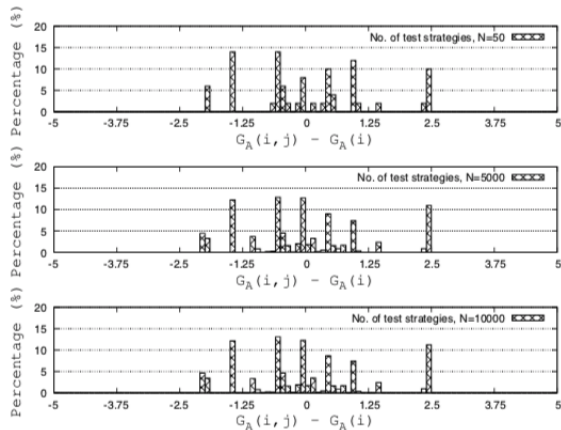 Percentage (%)
20
15
10
5
0
No. of test strategies, N=50
-5 -3.75 -2.5 -1.25 0 1.25 2.5 3.75 5
G_A(i,j) - G_A(i)
Percentage (%)
20
15
10
5
0
No. of test strategies, N=5000
-5 -3.75 -2.5 -1.25 0 1.25 2.5 3.75 5
G_A(i,j) - G_A(i)
Percentage (%)
20
15
10
5
0
No. of test strategies, N=10000
-5 -3.75 -2.5 -1.25 0 1.25 2.5 3.75 5
G_A(i,j) - G_A(i)